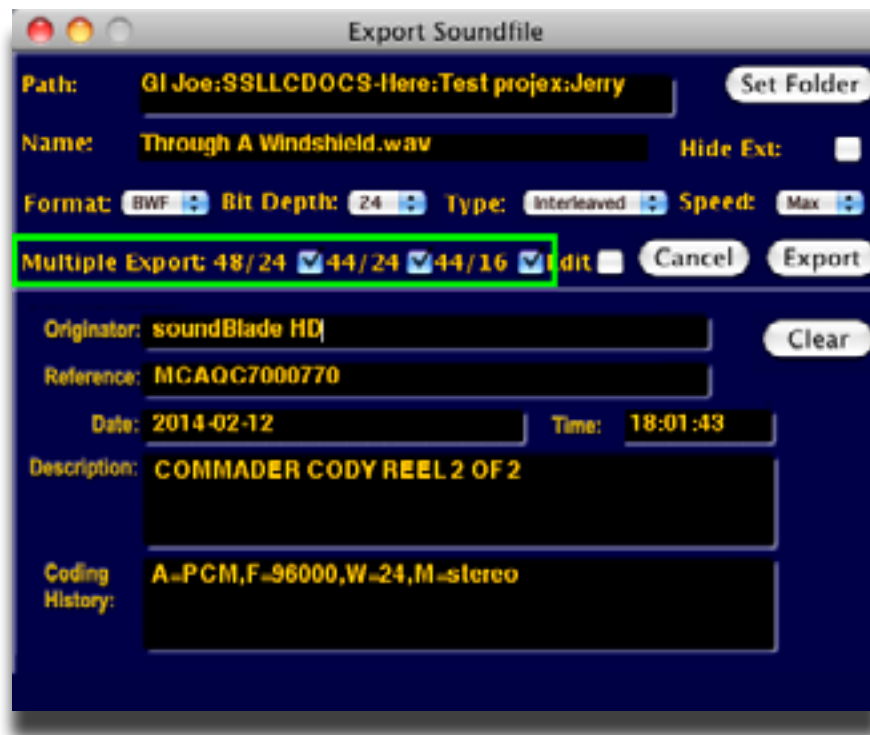 Export Soundfile
Path: GI Joe:SSLLCDOCS-Here:Test projex:Jerry Set Folder
Name: Through A Windshield.wav Hide Ext:
Format: BWF Bit Depth: 24 Type: Interleaved Speed: Max
Multiple Export: 48/24 44/24 44/16 Edit Cancel Export
Originator: soundBlade HD Clear
Reference: MCAQC7000770
Date: 2014-02-12 Time: 18:01:43
Description: COMMADER CODY REEL 2 OF 2
Coding History: A=PCM,F=96000,W=24,M=stereo